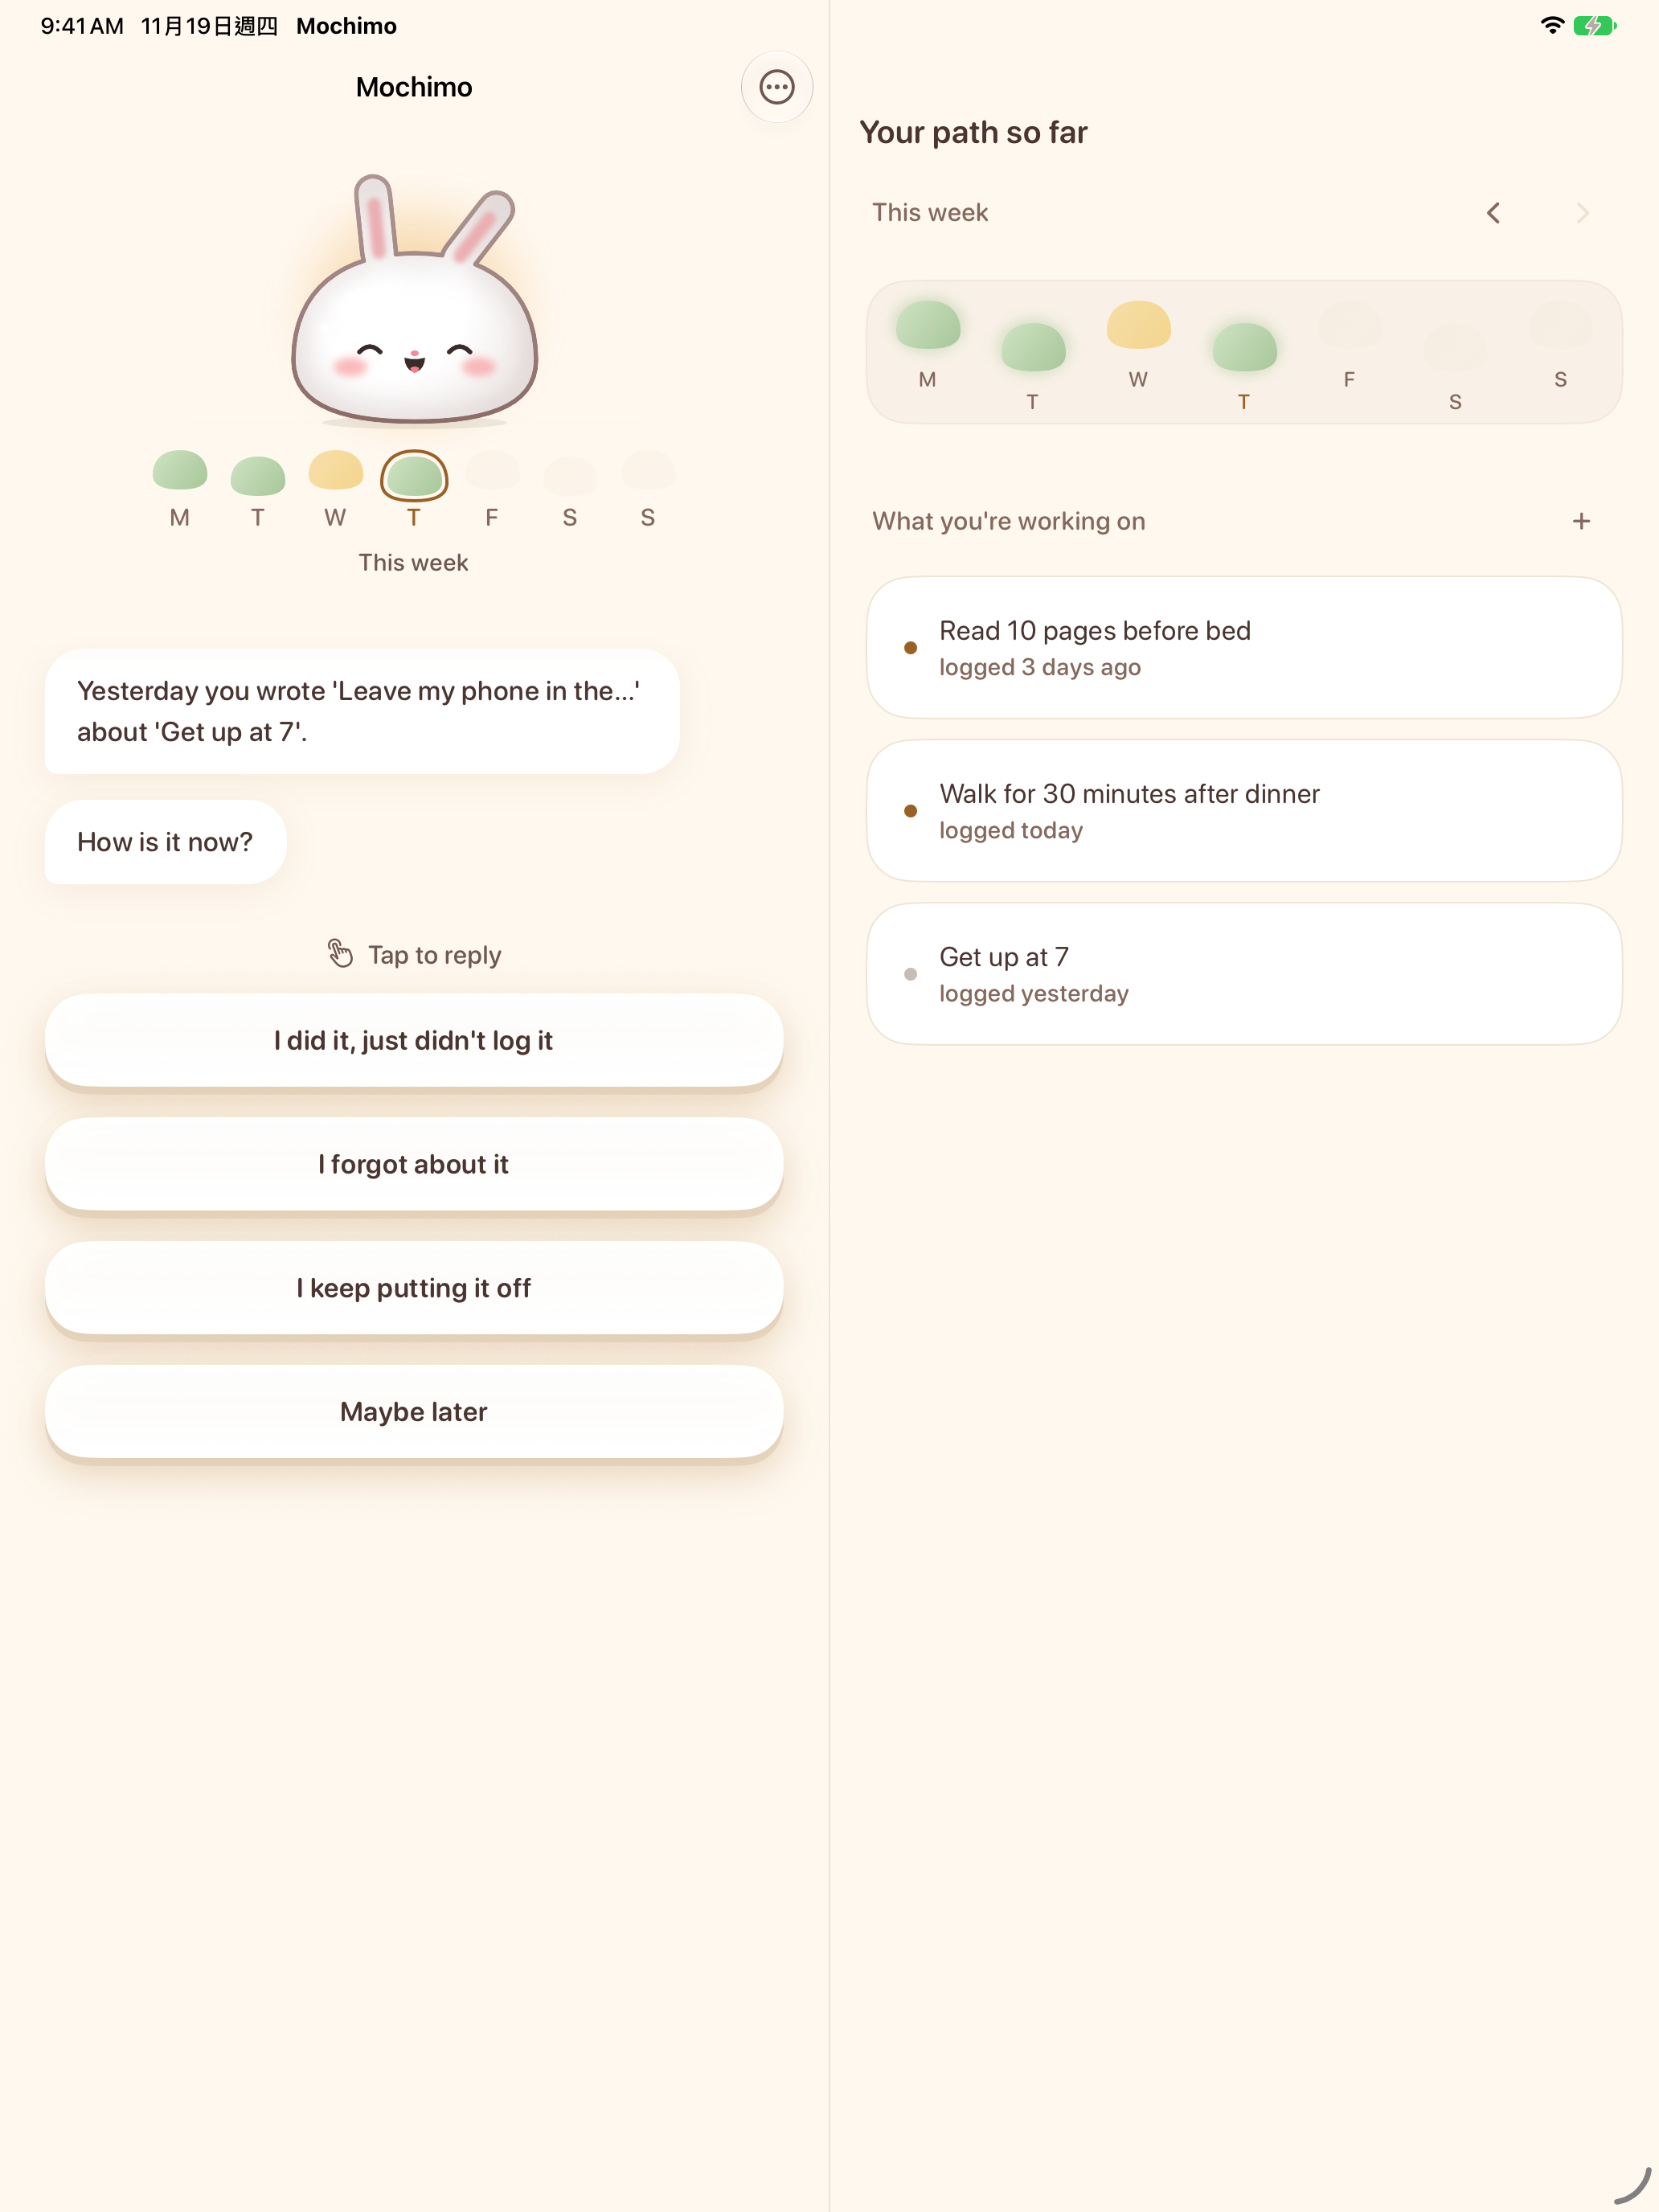 9:41 AM 11月19日週四 Mochimo
Mochimo
M T W T F S S
This week
Yesterday you wrote 'Leave my phone in the...'
about 'Get up at 7'.
How is it now?
Tap to reply
I did it, just didn't log it
I forgot about it
I keep putting it off
Maybe later
Your path so far
This week
M T W T F S S
What you're working on
Read 10 pages before bed
logged 3 days ago
Walk for 30 minutes after dinner
logged today
Get up at 7
logged yesterday